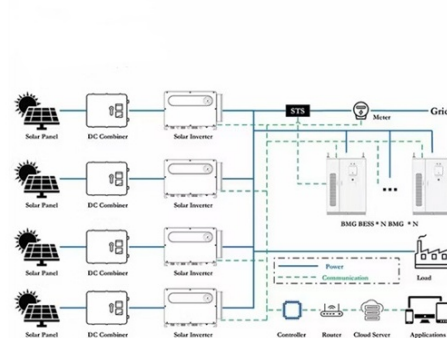 STS
Meter
Grid
Solar Panel DC Combiner Solar Inverter
Solar Panel DC Combiner Solar Inverter
BMG BESS * N BMG * N
Solar Panel DC Combiner Solar Inverter
Power
Communication
Load
Solar Panel DC Combiner Solar Inverter
Controller Router Cloud Server Applications